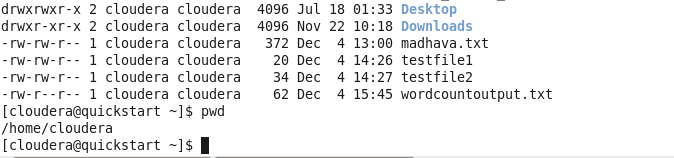 drwxrwxr-x 2 cloudera cloudera  4096 Jul 18 01:33 Desktop
drwxr-xr-x 2 cloudera cloudera  4096 Nov 22 10:18 Downloads
-rw-rw-r-- 1 cloudera cloudera   372 Dec  4 13:00 madhava.txt
-rw-rw-r-- 1 cloudera cloudera    20 Dec  4 14:26 testfile1
-rw-rw-r-- 1 cloudera cloudera    34 Dec  4 14:27 testfile2
-rw-r--r-- 1 cloudera cloudera    62 Dec  4 15:45 wordcountoutput.txt
[cloudera@quickstart ~]$ pwd
/home/cloudera
[cloudera@quickstart ~]$